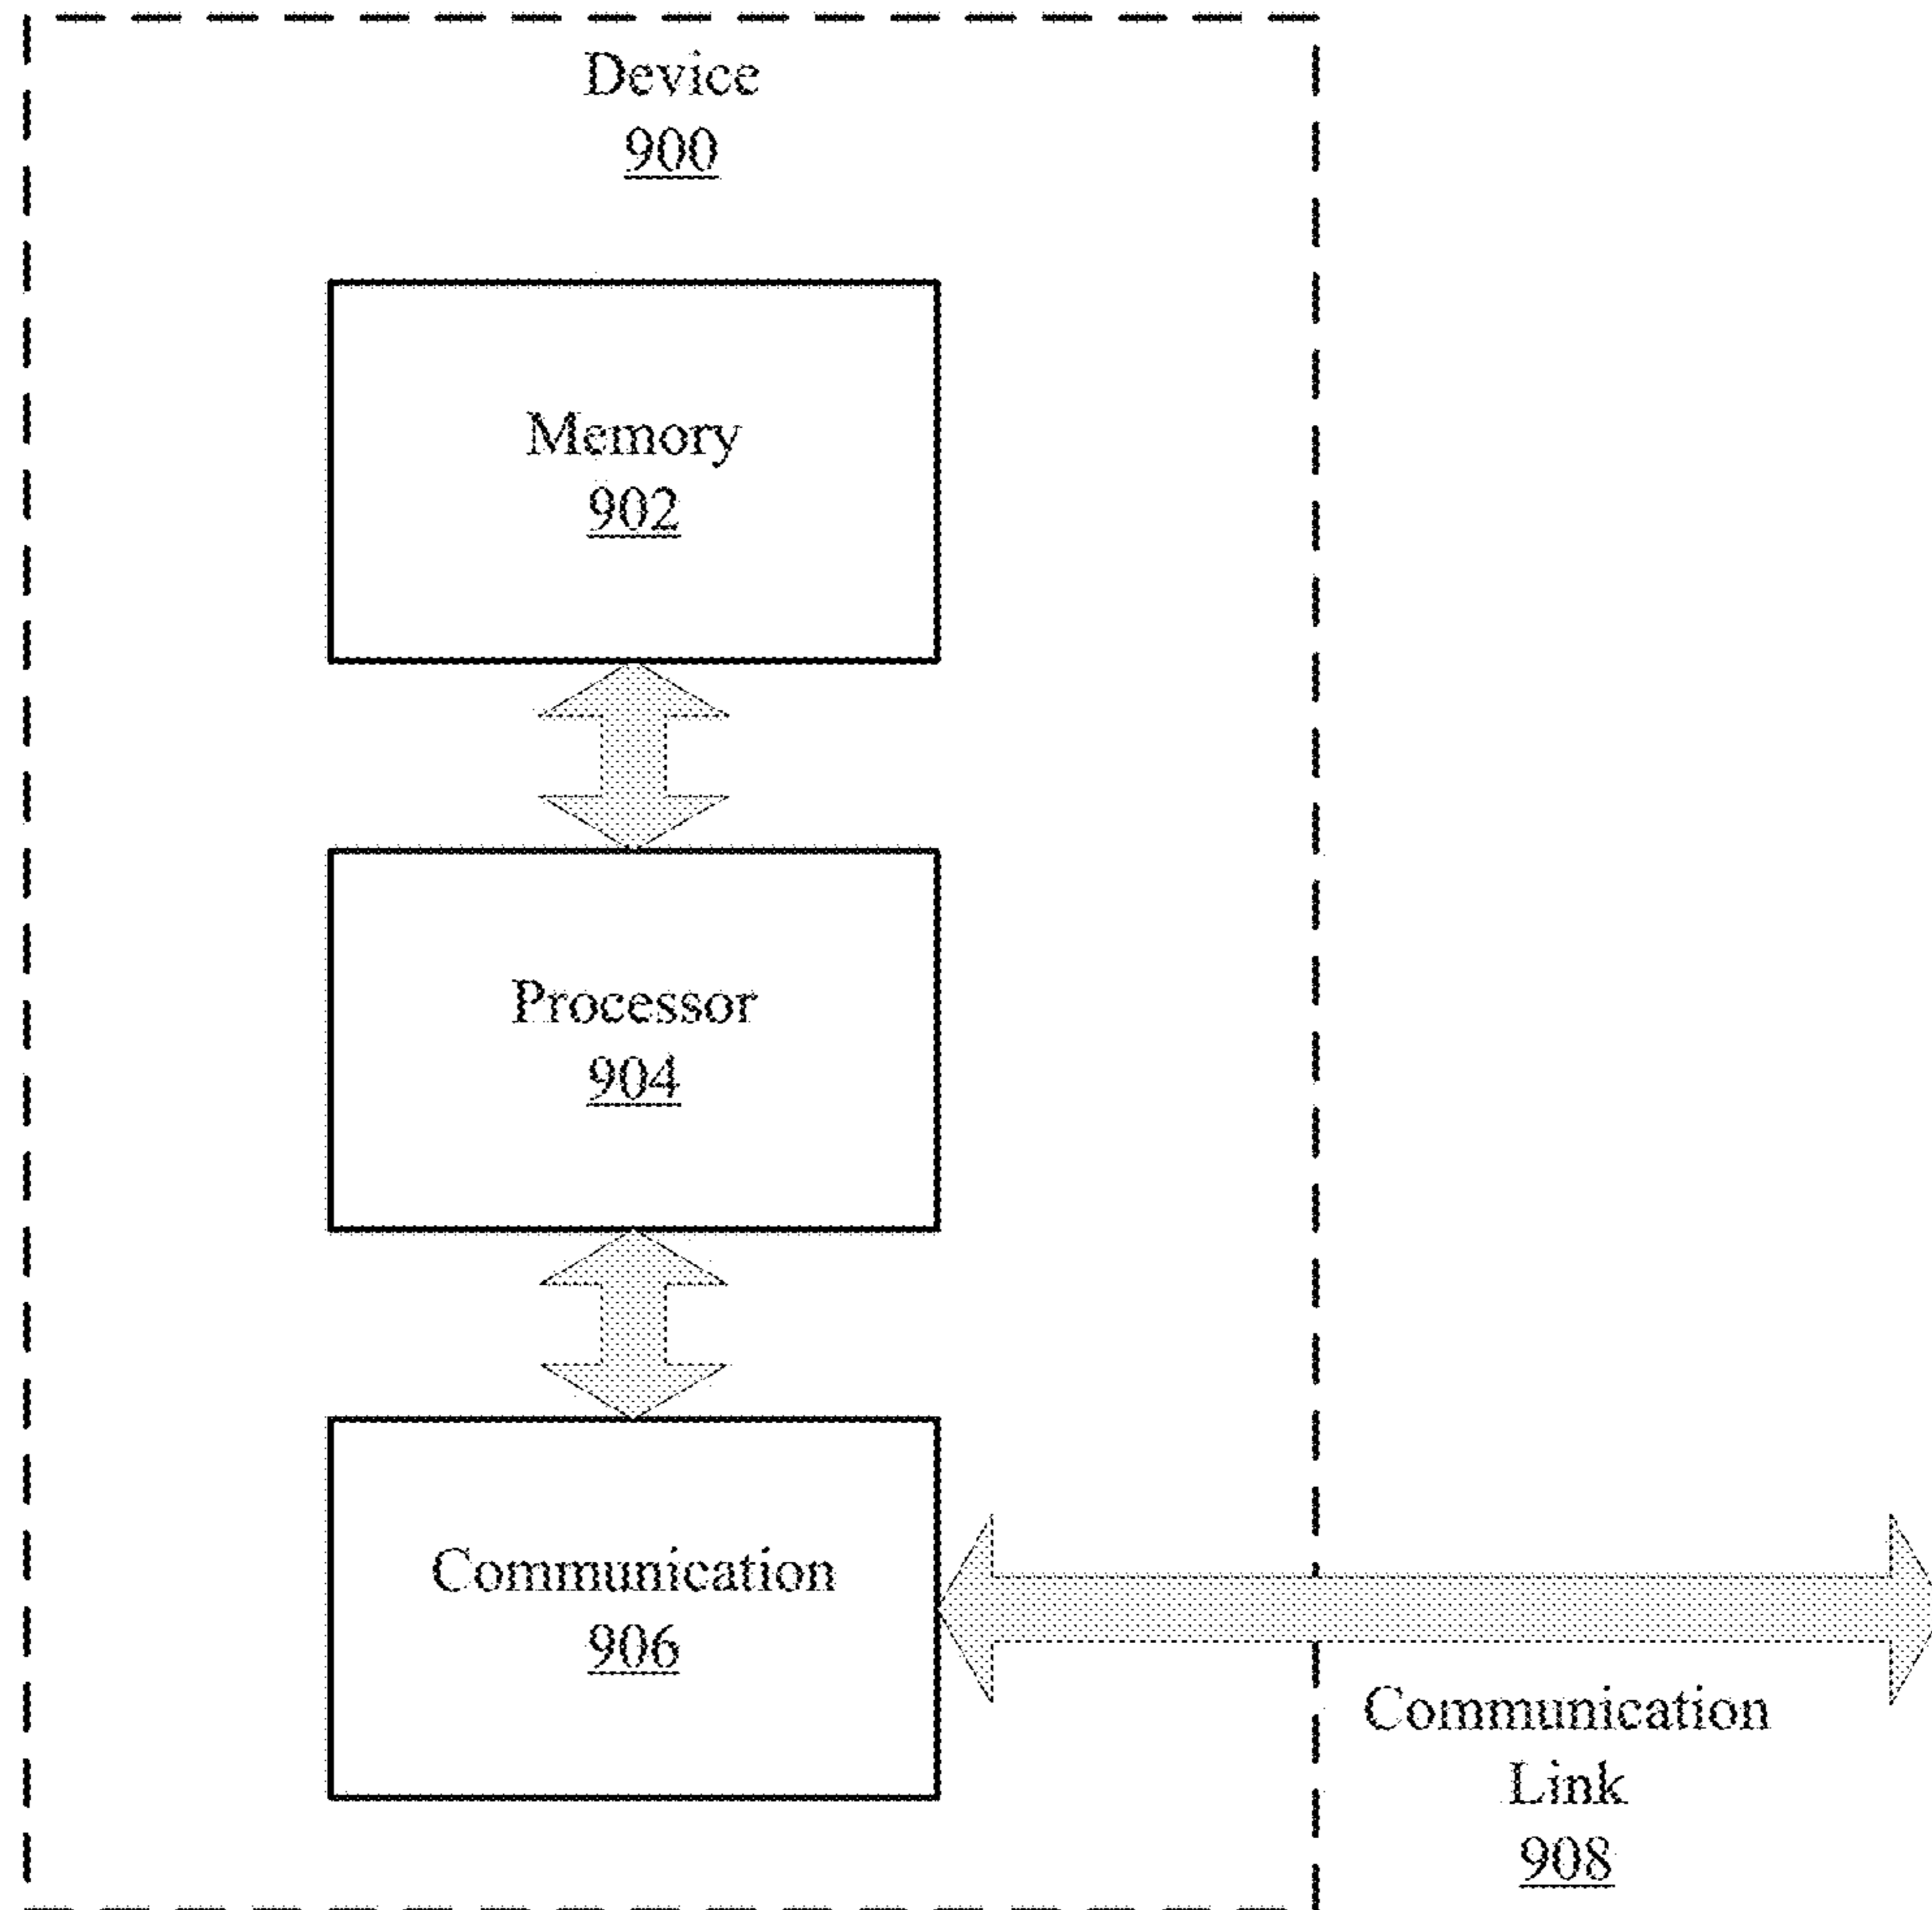 Device
900
Memory
902
Processor
904
Communication
906
Communication
Link
908